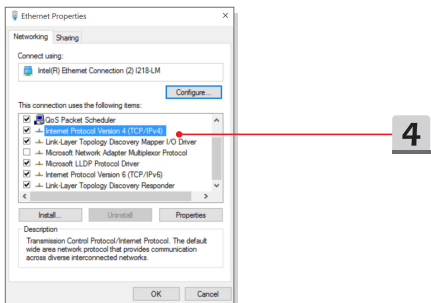 Ethernet Properties
Networking Sharing
Connect using:
Intel(R) Ethernet Connection (2) I218-LM
Configure...
This connection uses the following items:
QoS Packet Scheduler
Internet Protocol Version 4 (TCP/IPv4)
Link-Layer Topology Discovery Mapper I/O Driver
Microsoft Network Adapter Multiplexor Protocol
Microsoft LLDP Protocol Driver
Internet Protocol Version 6 (TCP/IPv6)
Link-Layer Topology Discovery Responder
Install... Uninstall Properties
Description
Transmission Control Protocol/Internet Protocol. The default
wide area network protocol that provides communication
across diverse interconnected networks.
OK Cancel
4